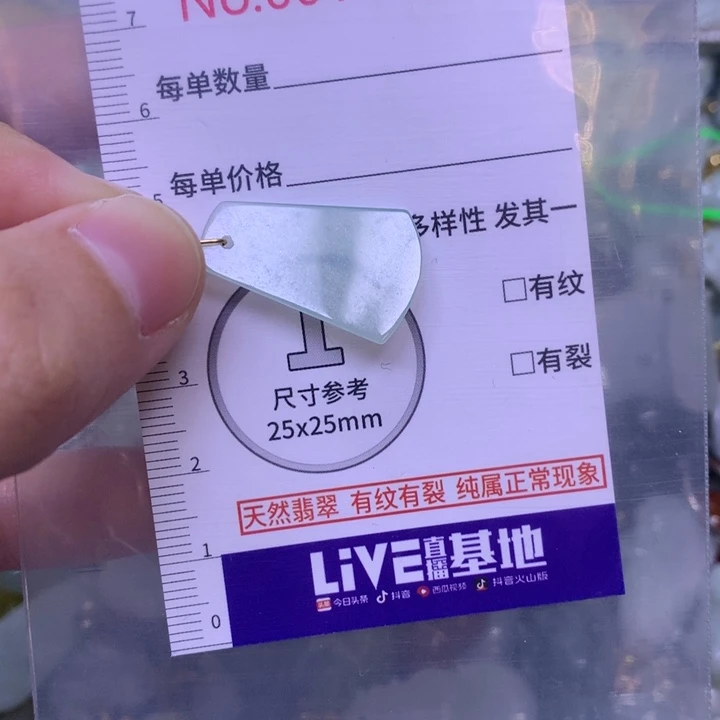 7
6
每单数量
5
每单价格
多样性 发其一
□有纹
1
□有裂
3
尺寸参考
25x25mm
2
天然翡翠 有纹有裂 纯属正常现象
1
LiVE直播基地
头条 今日头条 抖音 西瓜视频 抖音火山版
0